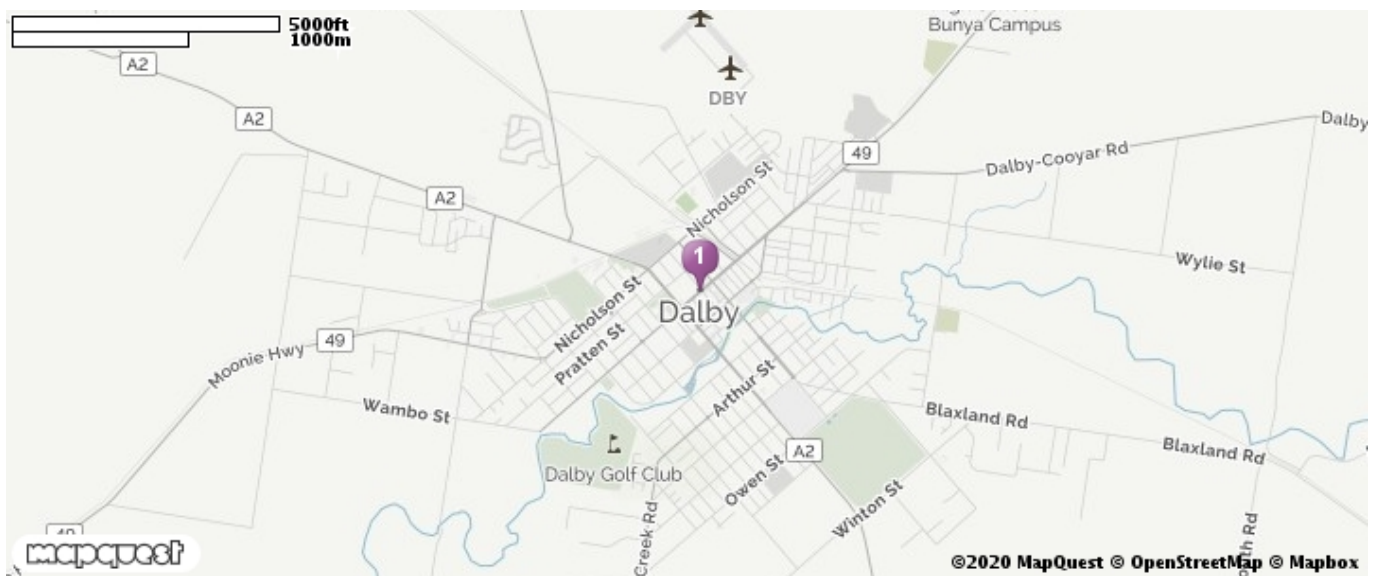 5000ft
1000m
Bunya Campus
A2
DBY
A2
Dalby
49
Dalby-Cooyar Rd
A2
Nicholson St
1
Wylie St
Dalby
Nicholson St
Pratten St
49
Moonie Hwy
Arthur St
Wambo St
Blaxland Rd
Blaxland Rd
A2
Dalby Golf Club
Owen St
Winton St
Creek Rd
Rd
mapquest
©2020 MapQuest © OpenStreetMap © Mapbox